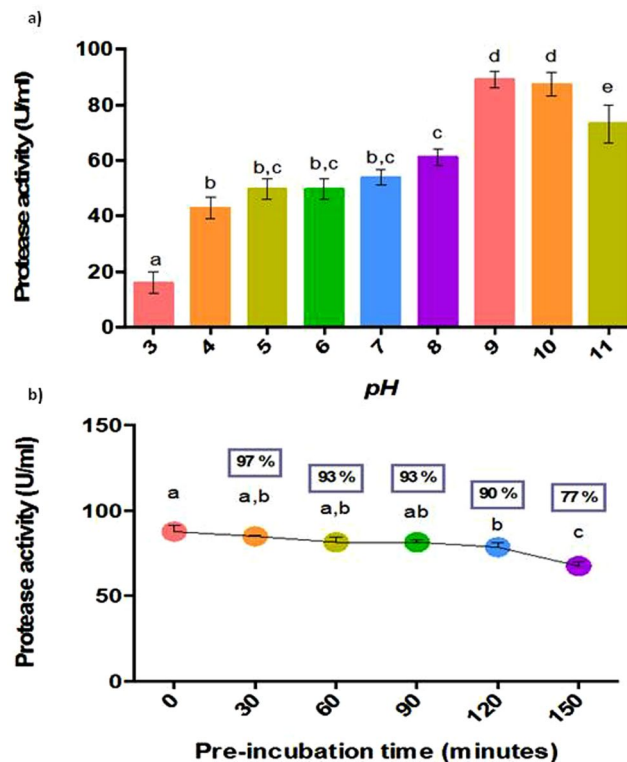 a)
Protease activity (U/ml)
100
80
60
40
20
0
a
b
b,c
b,c
b,c
c
d
d
e
3 4 5 6 7 8 9 10 11
pH
b)
Protease activity (U/ml)
150
100
50
0
97 %
93 %
93 %
90 %
77 %
a
a,b
a,b
ab
b
c
0 30 60 90 120 150
Pre-incubation time (minutes)